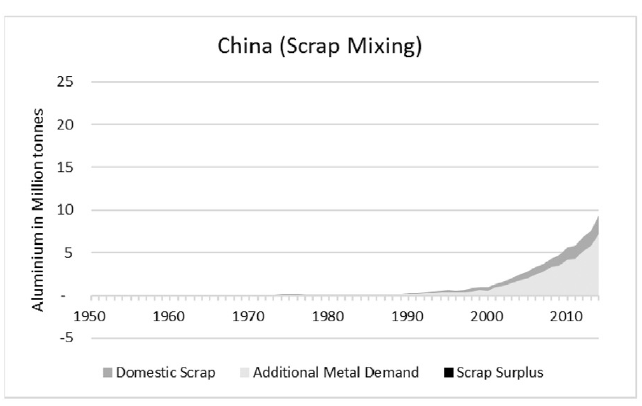 China (Scrap Mixing)
Aluminium in Million tonnes
25
20
15
10
5
-
-5
1950 1960 1970 1980 1990 2000 2010
Domestic Scrap Additional Metal Demand Scrap Surplus